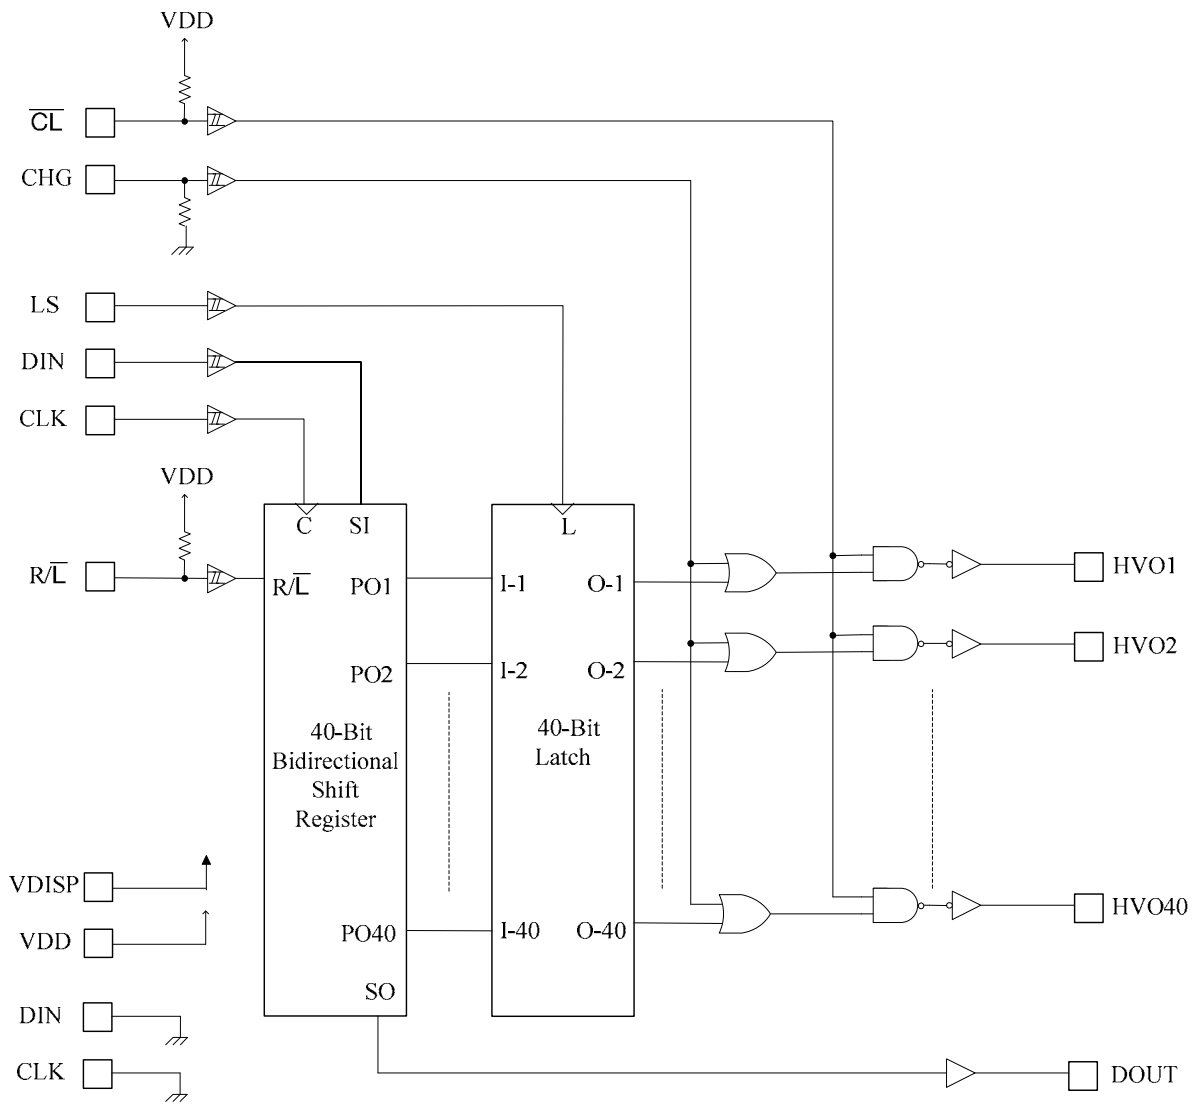 VDD
C̅L̅
CHG
LS
DIN
CLK
VDD
R/L̅
C SI
R/L̅ PO1
PO2
40-Bit
Bidirectional
Shift
Register
PO40
SO
L
I-1 O-1
I-2 O-2
40-Bit
Latch
I-40 O-40
HVO1
HVO2
HVO40
VDISP
VDD
DIN
CLK
DOUT